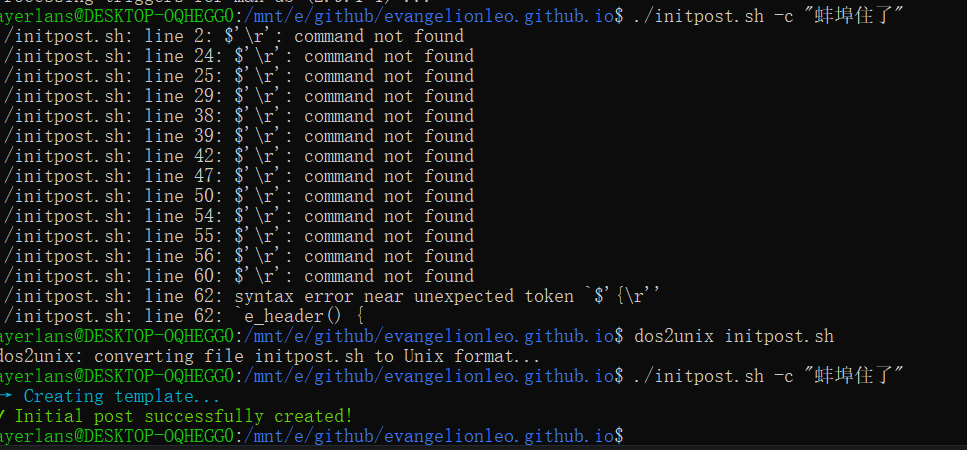 ayerlans@DESKTOP-OQHEGG0:/mnt/e/github/evangelionleo.github.io$ ./initpost.sh -c "蚌埠住了"
/initpost.sh: line 2: $'\r': command not found
/initpost.sh: line 24: $'\r': command not found
/initpost.sh: line 25: $'\r': command not found
/initpost.sh: line 29: $'\r': command not found
/initpost.sh: line 38: $'\r': command not found
/initpost.sh: line 39: $'\r': command not found
/initpost.sh: line 42: $'\r': command not found
/initpost.sh: line 47: $'\r': command not found
/initpost.sh: line 50: $'\r': command not found
/initpost.sh: line 54: $'\r': command not found
/initpost.sh: line 55: $'\r': command not found
/initpost.sh: line 56: $'\r': command not found
/initpost.sh: line 60: $'\r': command not found
/initpost.sh: line 62: syntax error near unexpected token `$'{\r''
/initpost.sh: line 62: `e_header() {
ayerlans@DESKTOP-OQHEGG0:/mnt/e/github/evangelionleo.github.io$ dos2unix initpost.sh
dos2unix: converting file initpost.sh to Unix format...
ayerlans@DESKTOP-OQHEGG0:/mnt/e/github/evangelionleo.github.io$ ./initpost.sh -c "蚌埠住了"
→ Creating template...
✓ Initial post successfully created!
ayerlans@DESKTOP-OQHEGG0:/mnt/e/github/evangelionleo.github.io$